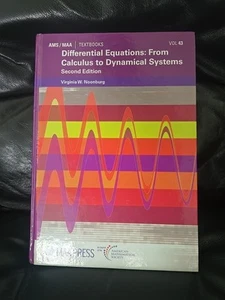 AMS / MAA | TEXTBOOKS VOL 43
Differential Equations: From
Calculus to Dynamical Systems
Second Edition
Virginia W. Noonburg
PRESS